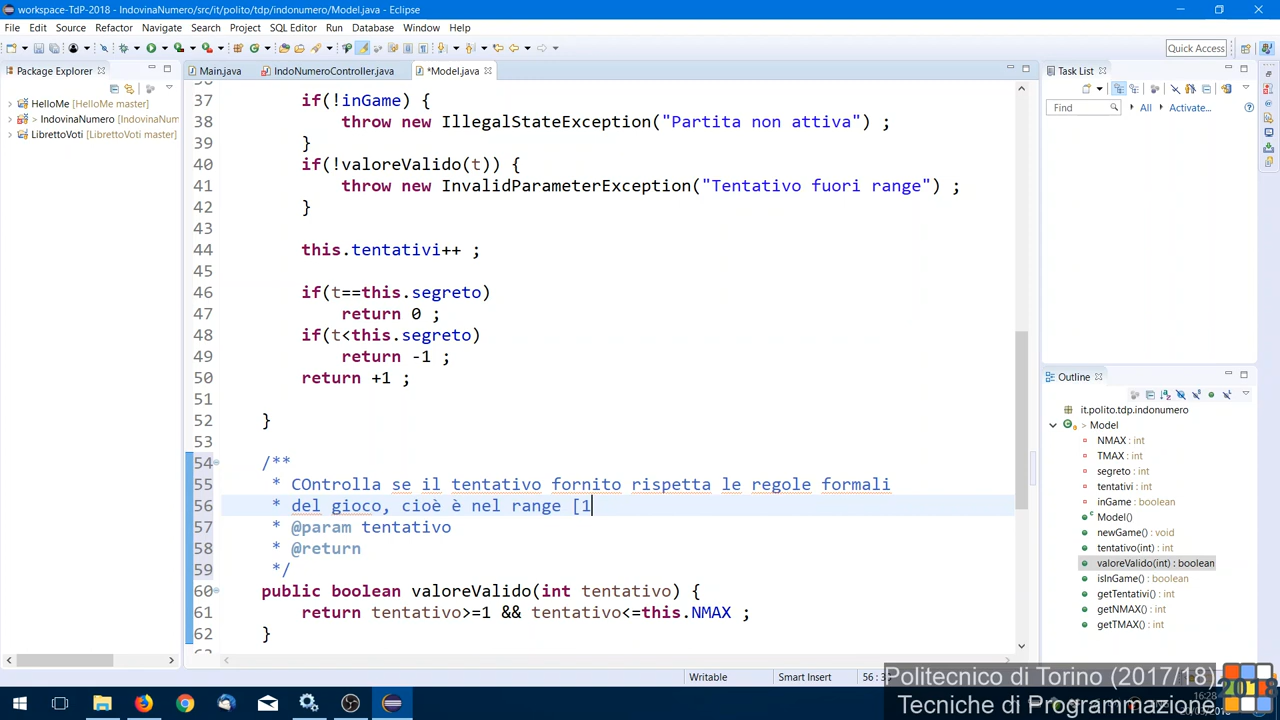 workspace-TdP-2018 - IndovinaNumero/src/it/polito/tdp/indonumero/Model.java - Eclipse
File Edit Source Refactor Navigate Search Project SQL Editor Run Database Window Help
Quick Access
Package Explorer
Main.java
IndoNumeroController.java
*Model.java
Task List
HelloMe [HelloMe master]
> IndovinaNumero [IndovinaNum
LibrettoVoti [LibrettoVoti master]
Find
All
Activate...
37 if(!inGame) {
38 throw new IllegalStateException("Partita non attiva") ;
39 }
40 if(!valoreValido(t)) {
41 throw new InvalidParameterException("Tentativo fuori range") ;
42 }
43
44 this.tentativi++ ;
45
46 if(t==this.segreto)
47 return 0 ;
48 if(t<this.segreto)
49 return -1 ;
50 return +1 ;
51
52 }
53
54 /**
55 * COntrolla se il tentativo fornito rispetta le regole formali
56 * del gioco, cioè è nel range [1
57 * @param tentativo
58 * @return
59 */
60 public boolean valoreValido(int tentativo) {
61 return tentativo>=1 && tentativo<=this.NMAX ;
62 }
Outline
it.polito.tdp.indonumero
> Model
NMAX : int
TMAX : int
segreto : int
tentativi : int
inGame : boolean
Model()
newGame() : void
tentativo(int) : int
valoreValido(int) : boolean
isInGame() : boolean
getTentativi() : int
getNMAX() : int
getTMAX() : int
Writable
Smart Insert
Politecnico di Torino (2017/18)
Tecniche di Programmazione
2018
16:28